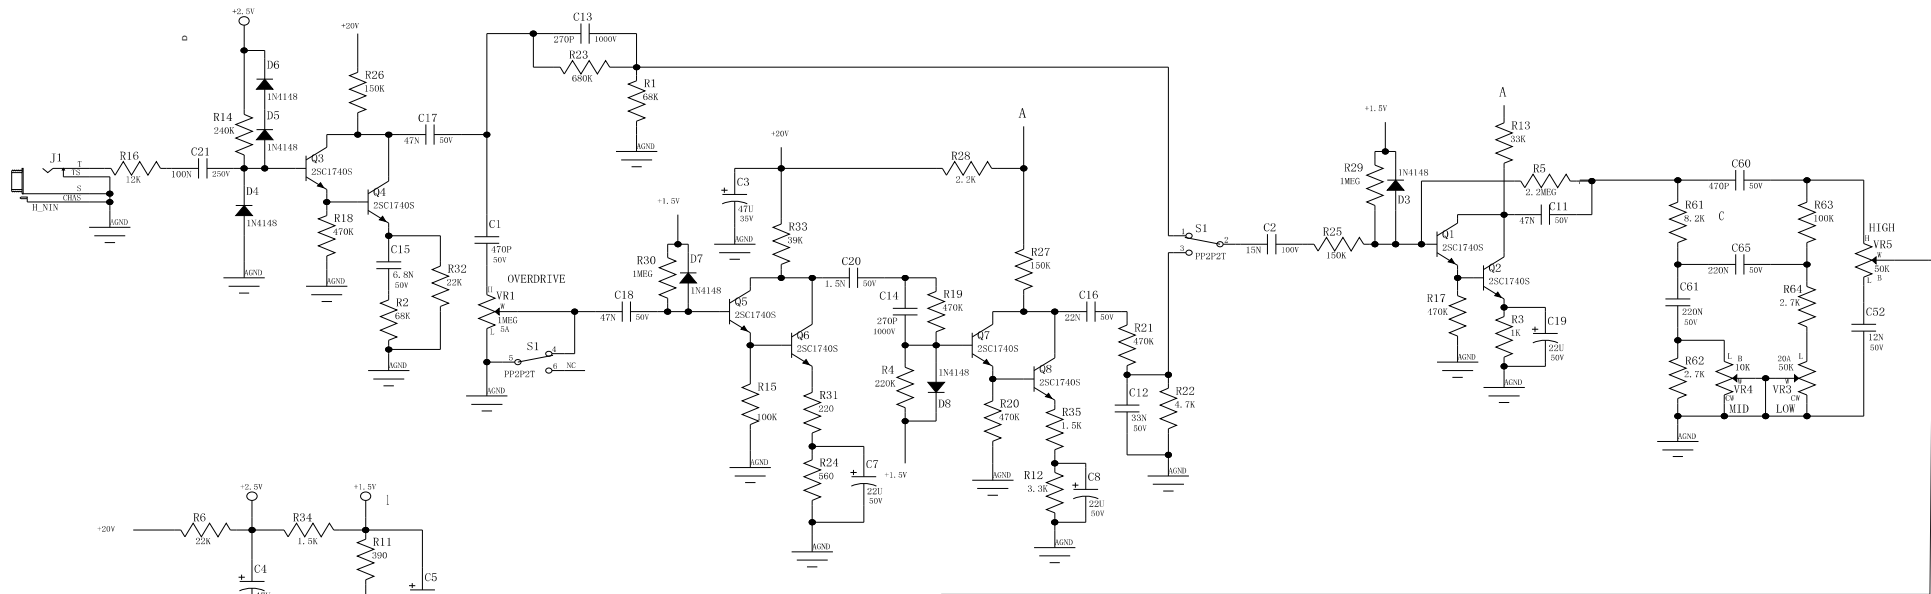 +2.5V
D6
1N4148
D5
1N4148
R14
240K
+20V
R26
150K
C17
47N 50V
C13
270P 1000V
R23
680K
R1
68K
AGND
J1
T
TS
S
CHAS
H_NIN
AGND
R16
12K
C21
100N 250V
D4
1N4148
AGND
Q3
2SC1740S
Q4
2SC1740S
R18
470K
AGND
C15
6.8N
50V
R2
68K
R32
22K
AGND
C1
470P
50V
OVERDRIVE
H
VR1
W
1MEG
5A
L
S1
4
5
6 NC
PP2P2T
AGND
C18
47N 50V
+1.5V
R30
1MEG
D7
1N4148
+20V
C3
+
47U
35V
AGND
R28
2.2K
A
R33
39K
R27
150K
Q5
2SC1740S
Q6
2SC1740S
R15
100K
AGND
R31
220
R24
560
C7
+
22U
50V
AGND
C20
1.5N 50V
C14
270P
1000V
R19
470K
R4
220K
1N4148
D8
+1.5V
Q7
2SC1740S
Q8
2SC1740S
R20
470K
AGND
R35
1.5K
R12
3.3K
C8
+
22U
50V
AGND
C16
22N 50V
R21
470K
C12
33N
50V
R22
4.7K
AGND
S1
1
2
3
PP2P2T
C2
15N 100V
R25
150K
+1.5V
R29
1MEG
1N4148
D3
A
R13
33K
R5
2.2MEG
C11
47N 50V
Q1
2SC1740S
Q2
2SC1740S
R17
470K
AGND
R3
1K
C19
+
22U
50V
AGND
C60
470P 50V
R61
8.2K
C
R63
100K
C65
220N 50V
C61
220N
50V
R64
2.7K
R62
2.7K
L B
10K
W
VR4
CW
MID
20A L
50K
W
VR3
CW
LOW
AGND
HIGH
H VR5
W
50K
L B
C52
12N
50V
+20V
R6
22K
+2.5V
R34
1.5K
+1.5V
R11
390
C4
+
C5
+